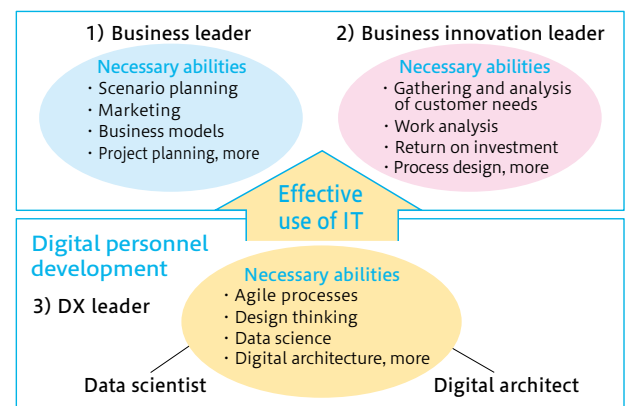 1) Business leader
Necessary abilities
・Scenario planning
・Marketing
・Business models
・Project planning, more
2) Business innovation leader
Necessary abilities
・Gathering and analysis
of customer needs
・Work analysis
・Return on investment
・Process design, more
Effective
use of IT
Digital personnel
development
3) DX leader
Necessary abilities
・Agile processes
・Design thinking
・Data science
・Digital architecture, more
Data scientist
Digital architect